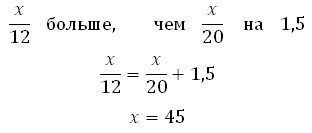 x/12 больше, чем x/20 на 1,5
x/12 = x/20 + 1,5
x = 45